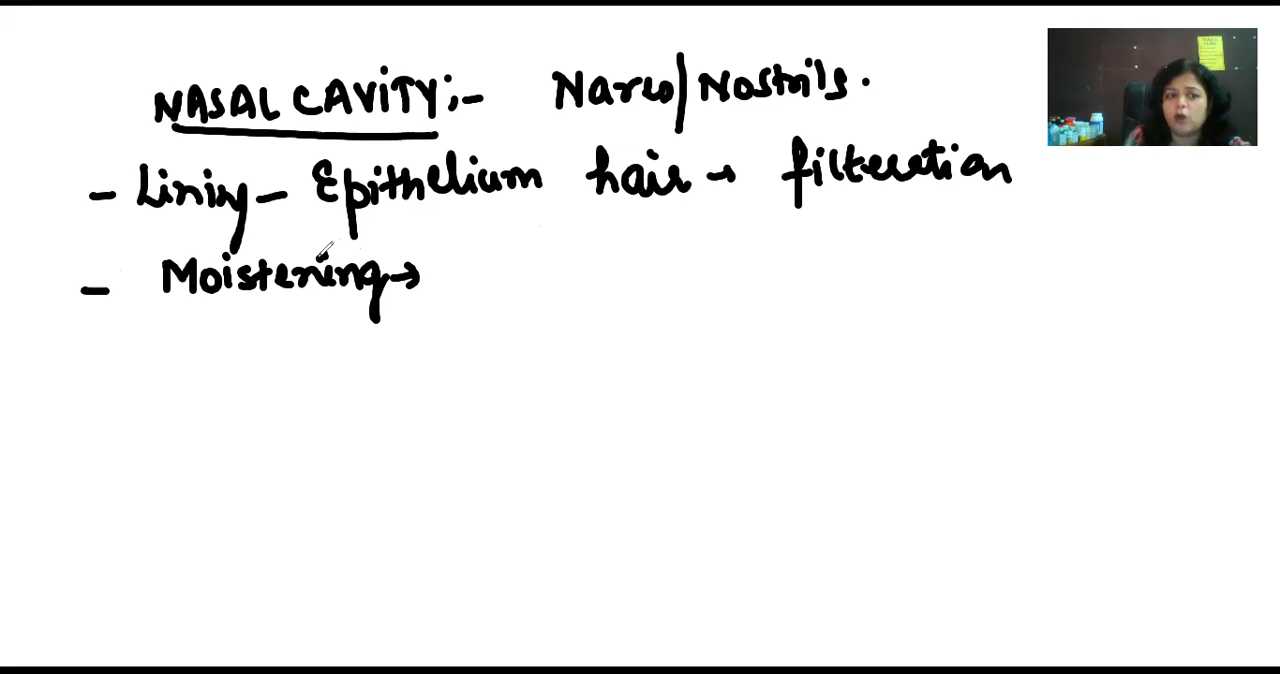 NASAL CAVITY:- Nares/Nostrils.
- Lining - Epithelium hair → filteration
- Moistening →